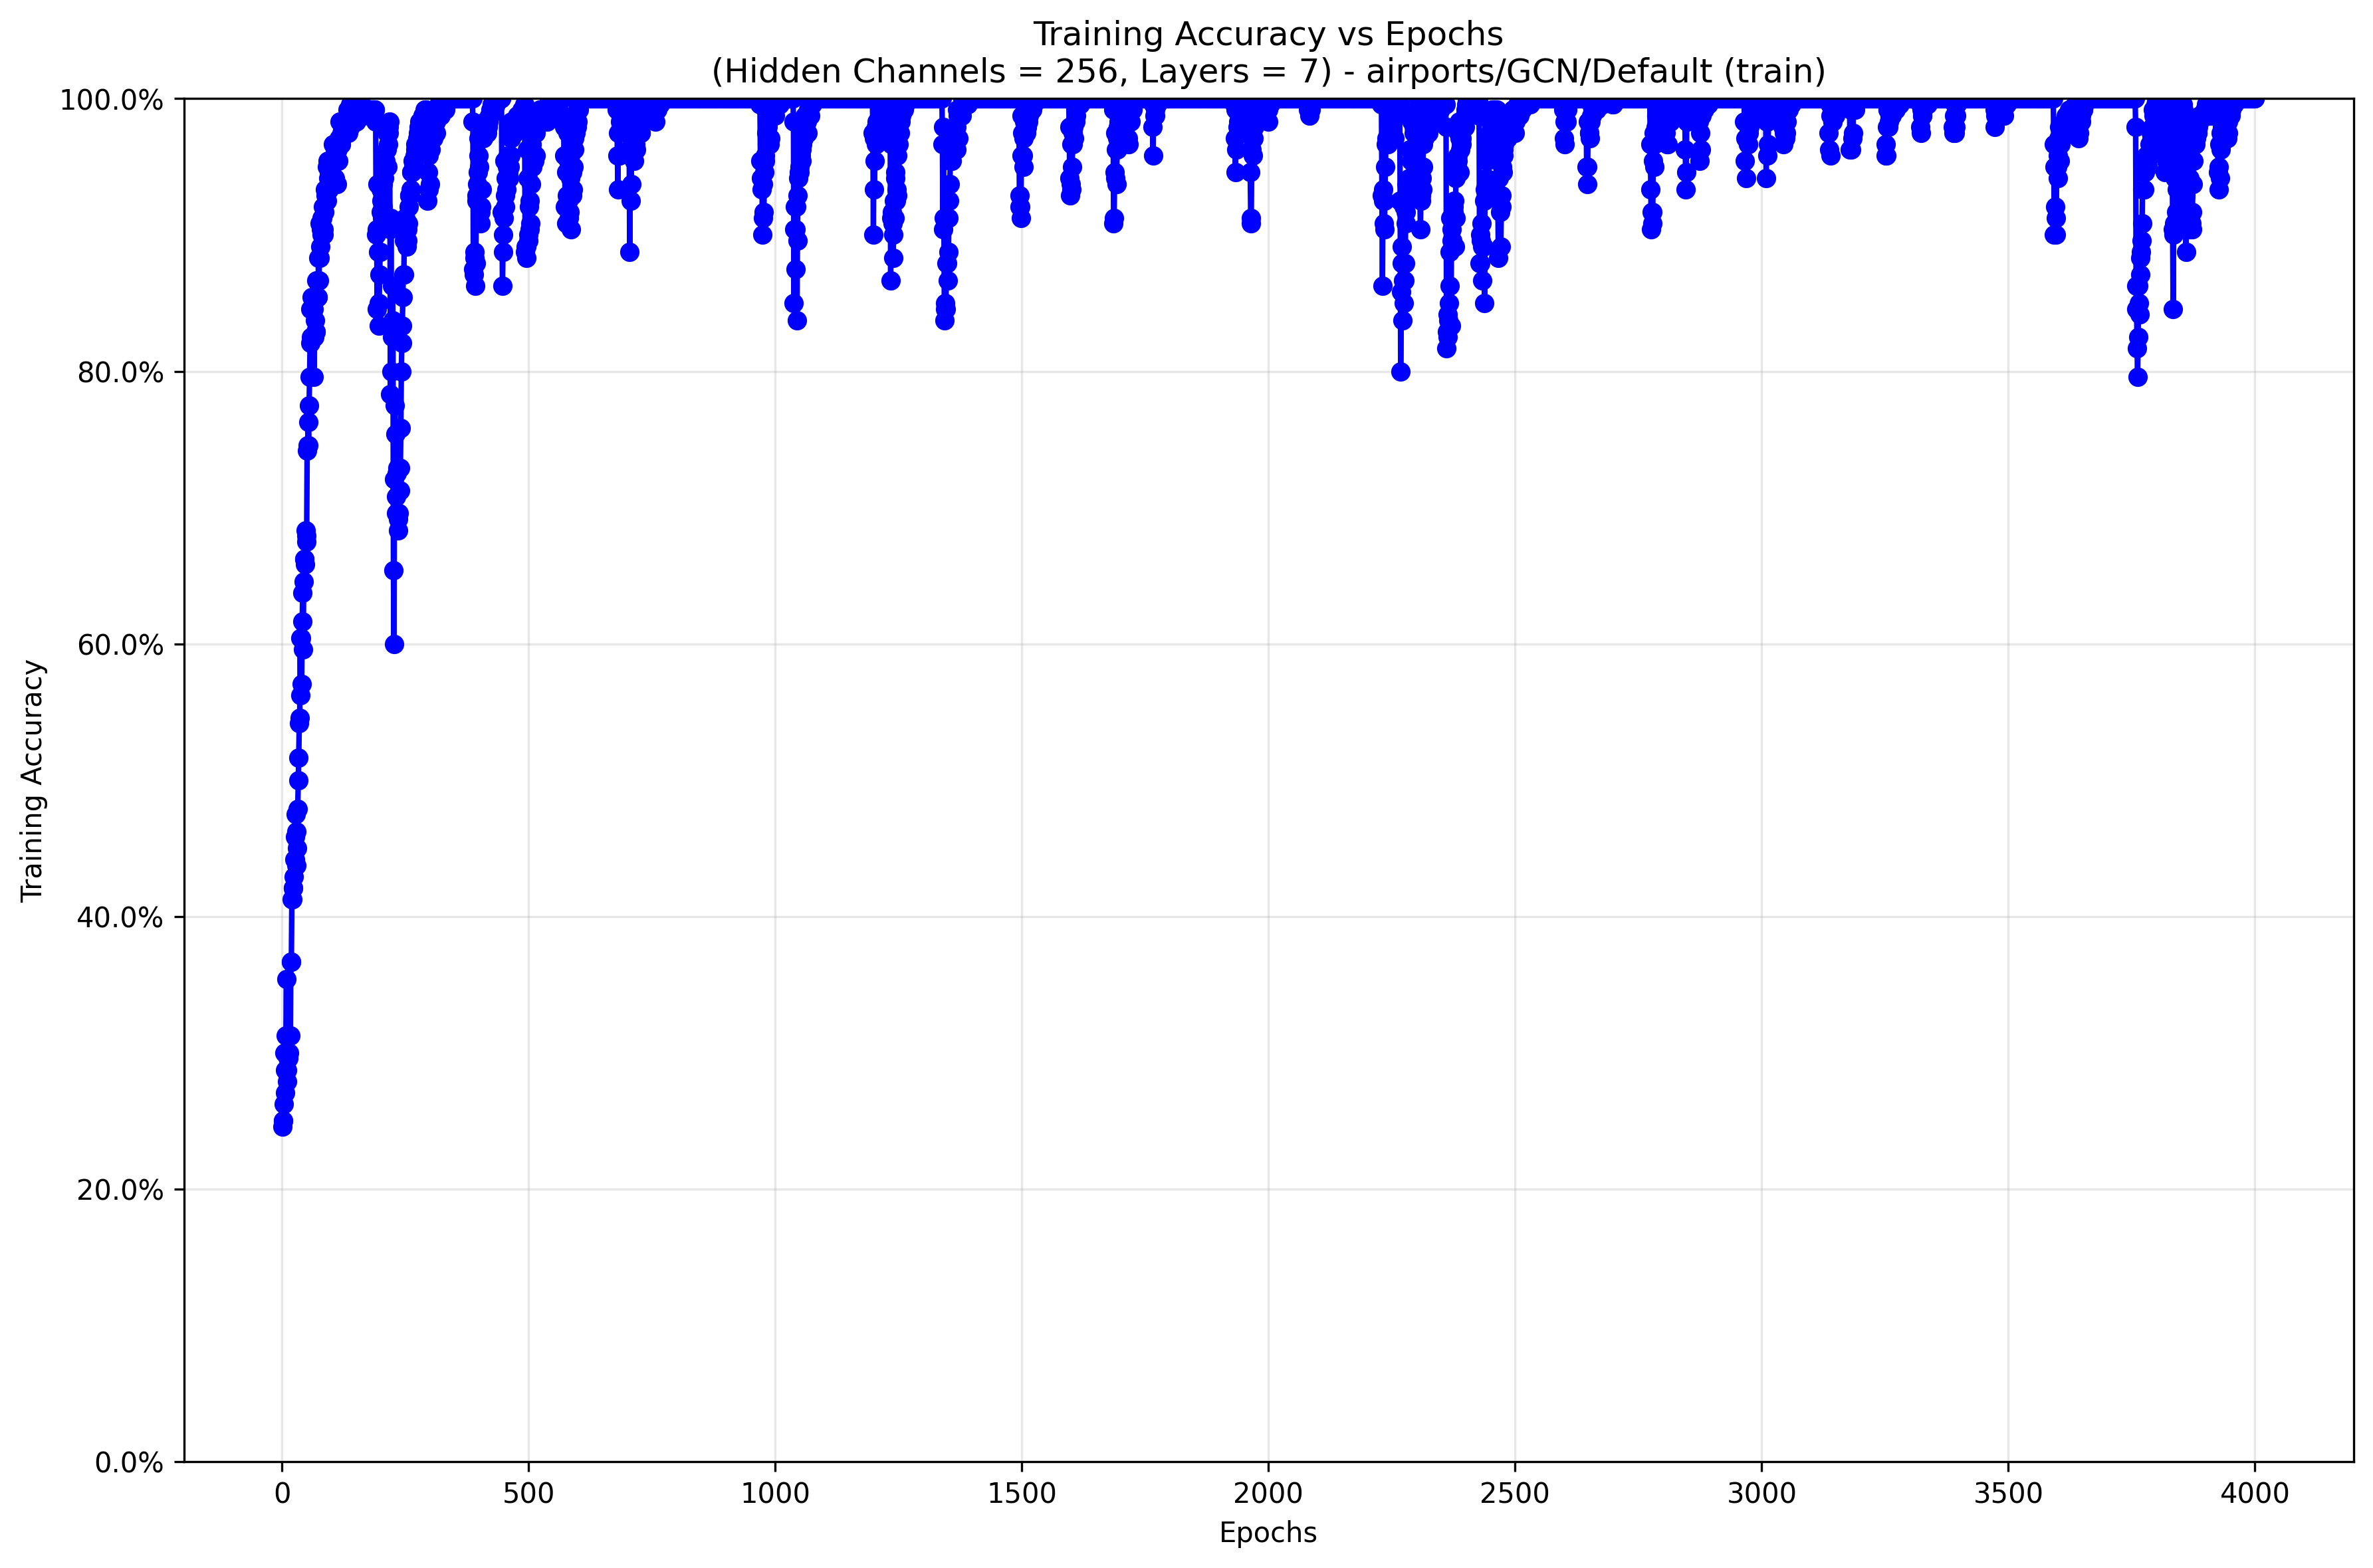 Training Accuracy vs Epochs
(Hidden Channels = 256, Layers = 7) - airports/GCN/Default (train)
100.0%
80.0%
60.0%
40.0%
20.0%
0.0%
Training Accuracy
0 500 1000 1500 2000 2500 3000 3500 4000
Epochs